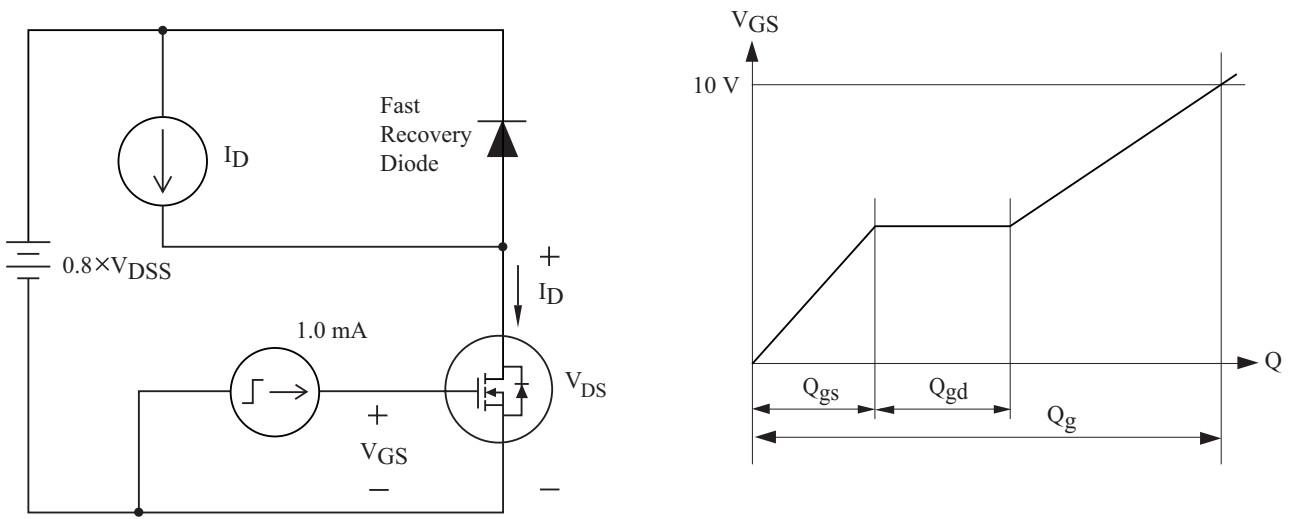 Fast
Recovery
Diode
I_D
0.8×V_DSS
+
I_D
1.0 mA
V_DS
+
V_GS
−
−
V_GS
10 V
Q
Q_gs
Q_gd
Q_g